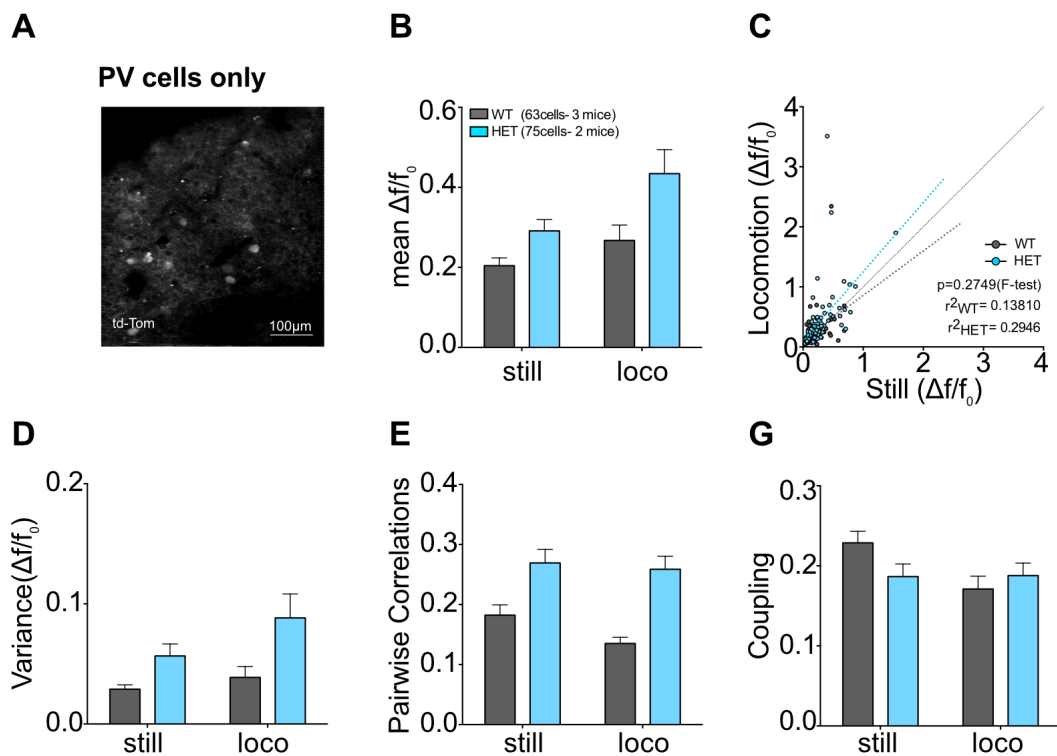 A
PV cells only
td-Tom
100μm
B
mean Δf/f₀
0.6
0.4
0.2
0.0
WT (63cells- 3 mice)
HET (75cells- 2 mice)
still
loco
C
Locomotion (Δf/f₀)
4
3
2
1
0
WT
HET
p=0.2749(F-test)
r²WT= 0.13810
r²HET= 0.2946
0 1 2 3 4
Still (Δf/f₀)
D
Variance(Δf/f₀)
0.2
0.1
0.0
still
loco
E
Pairwise Correlations
0.4
0.3
0.2
0.1
0.0
still
loco
G
Coupling
0.3
0.2
0.1
0.0
still
loco